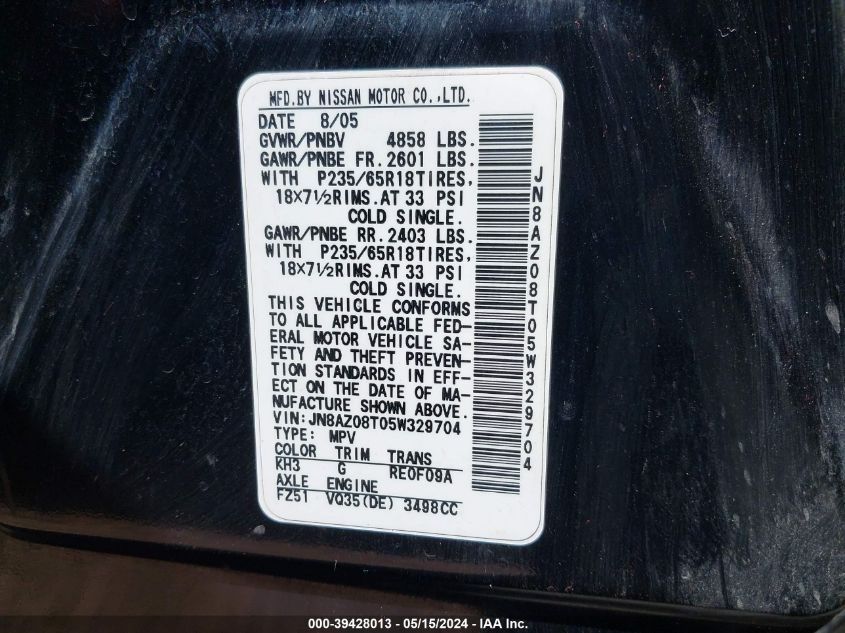 MFD.BY NISSAN MOTOR CO.,LTD.
DATE 8/05
GVWR/PNBV 4858 LBS.
GAWR/PNBE FR.2601 LBS.
WITH P235/65R18TIRES,
18×7½RIMS.AT 33 PSI
COLD SINGLE.
GAWR/PNBE RR.2403 LBS.
WITH P235/65R18TIRES,
18×7½RIMS.AT 33 PSI
COLD SINGLE.
THIS VEHICLE CONFORMS
TO ALL APPLICABLE FED-
ERAL MOTOR VEHICLE SA-
FETY AND THEFT PREVEN-
TION STANDARDS IN EFF-
ECT ON THE DATE OF MA-
NUFACTURE SHOWN ABOVE.
VIN:JN8AZ08T05W329704
TYPE: MPV
COLOR TRIM TRANS
KH3 G RE0F09A
AXLE ENGINE
FZ51 VQ35(DE) 3498CC
JN8AZ08T05W329704
000-39428013 - 05/15/2024 - IAA Inc.